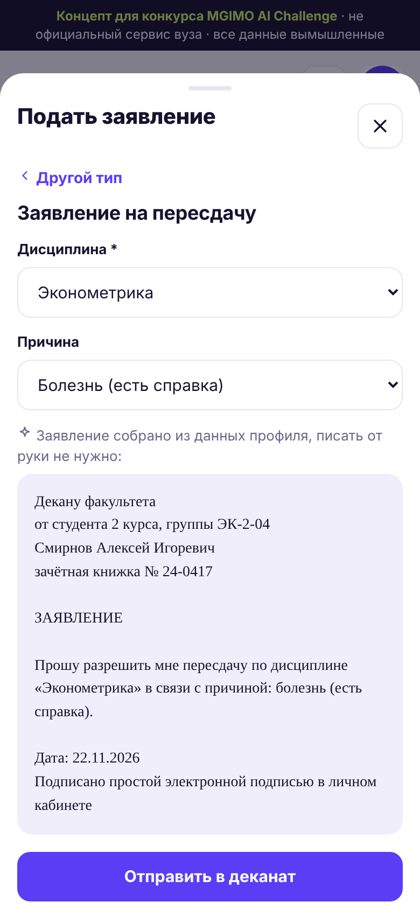 Концепт для конкурса MGIMO AI Challenge · не
официальный сервис вуза · все данные вымышленные
Подать заявление
Другой тип
Заявление на пересдачу
Дисциплина *
Эконометрика
Причина
Болезнь (есть справка)
Заявление собрано из данных профиля, писать от
руки не нужно:
Декану факультета
от студента 2 курса, группы ЭК-2-04
Смирнов Алексей Игоревич
зачётная книжка № 24-0417
ЗАЯВЛЕНИЕ
Прошу разрешить мне пересдачу по дисциплине
«Эконометрика» в связи с причиной: болезнь (есть
справка).
Дата: 22.11.2026
Подписано простой электронной подписью в личном
кабинете
Отправить в деканат